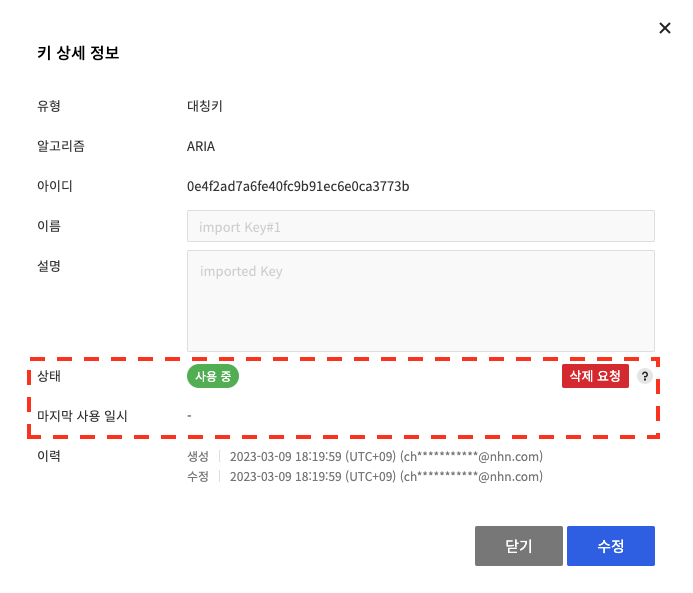 키 상세 정보
유형 대칭키
알고리즘 ARIA
아이디 0e4f2ad7a6fe40fc9b91ec6e0ca3773b
이름 import Key#1
설명 imported Key
상태 사용 중 삭제 요청 ?
마지막 사용 일시 -
이력 생성 2023-03-09 18:19:59 (UTC+09) (ch***********@nhn.com)
수정 2023-03-09 18:19:59 (UTC+09) (ch***********@nhn.com)
닫기 수정